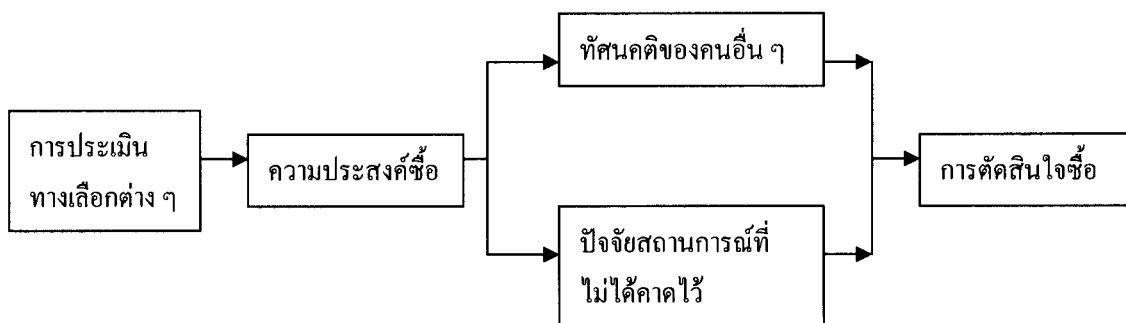 การประเมิน
ทางเลือกต่าง ๆ
ความประสงค์ซื้อ
ทัศนคติของคนอื่น ๆ
ปัจจัยสถานการณ์ที่
ไม่ได้คาดไว้
การตัดสินใจซื้อ